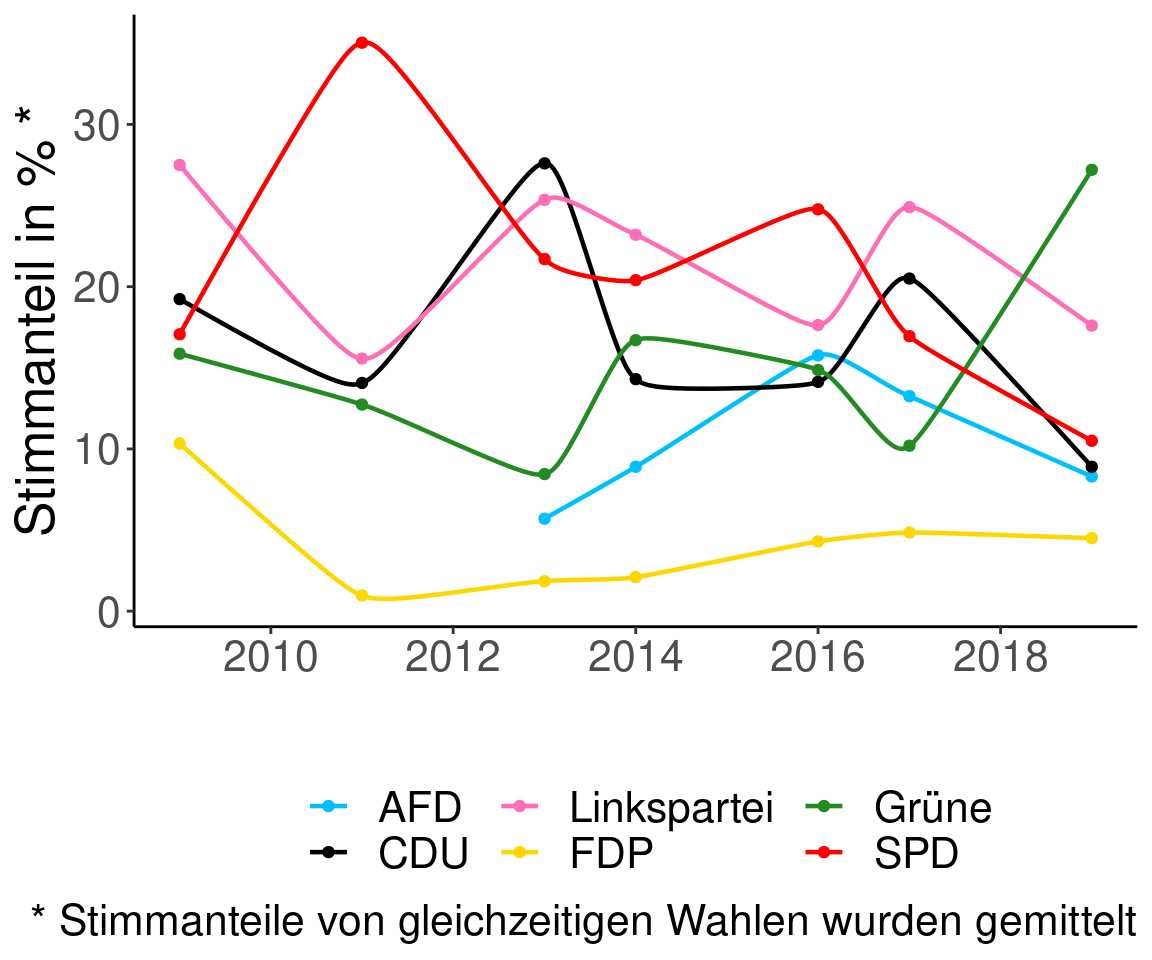 Stimmanteil in % *
30
20
10
0
2010 2012 2014 2016 2018
AFD Linkspartei Grüne
CDU FDP SPD
* Stimmanteile von gleichzeitigen Wahlen wurden gemittelt